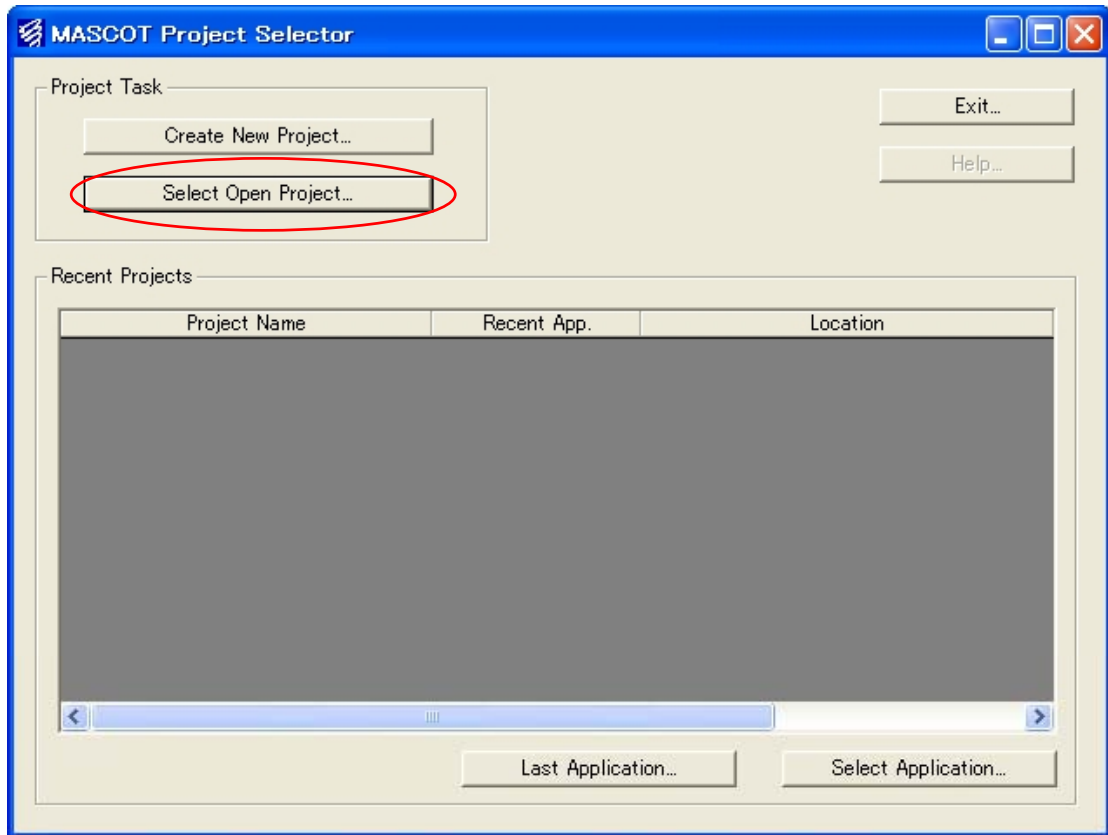 MASCOT Project Selector
Project Task
Create New Project...
Select Open Project...
Exit...
Help...
Recent Projects
Project Name Recent App. Location
Last Application... Select Application...